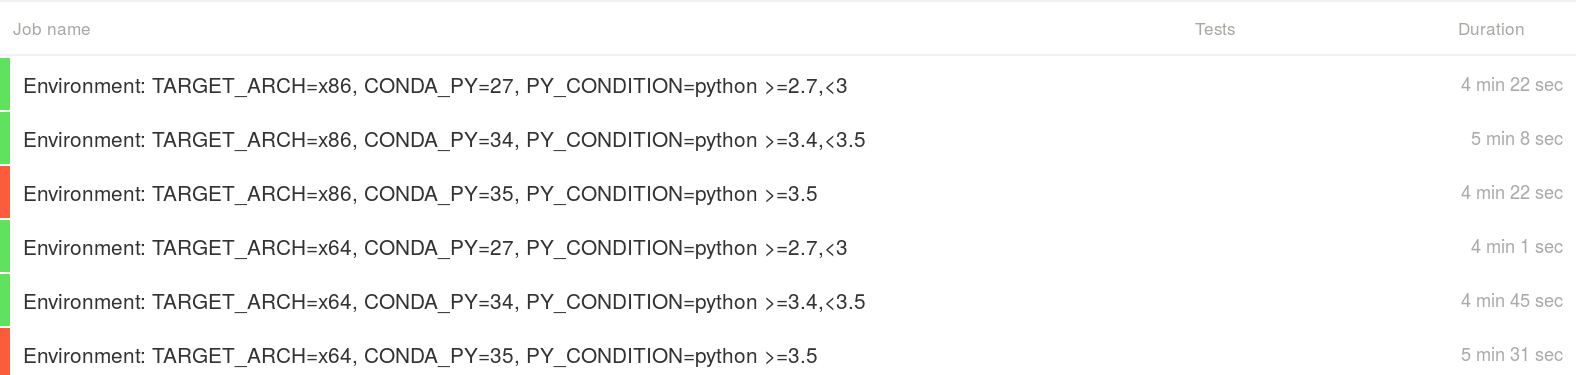 Job name Tests Duration
Environment: TARGET_ARCH=x86, CONDA_PY=27, PY_CONDITION=python >=2.7,<3 4 min 22 sec
Environment: TARGET_ARCH=x86, CONDA_PY=34, PY_CONDITION=python >=3.4,<3.5 5 min 8 sec
Environment: TARGET_ARCH=x86, CONDA_PY=35, PY_CONDITION=python >=3.5 4 min 22 sec
Environment: TARGET_ARCH=x64, CONDA_PY=27, PY_CONDITION=python >=2.7,<3 4 min 1 sec
Environment: TARGET_ARCH=x64, CONDA_PY=34, PY_CONDITION=python >=3.4,<3.5 4 min 45 sec
Environment: TARGET_ARCH=x64, CONDA_PY=35, PY_CONDITION=python >=3.5 5 min 31 sec